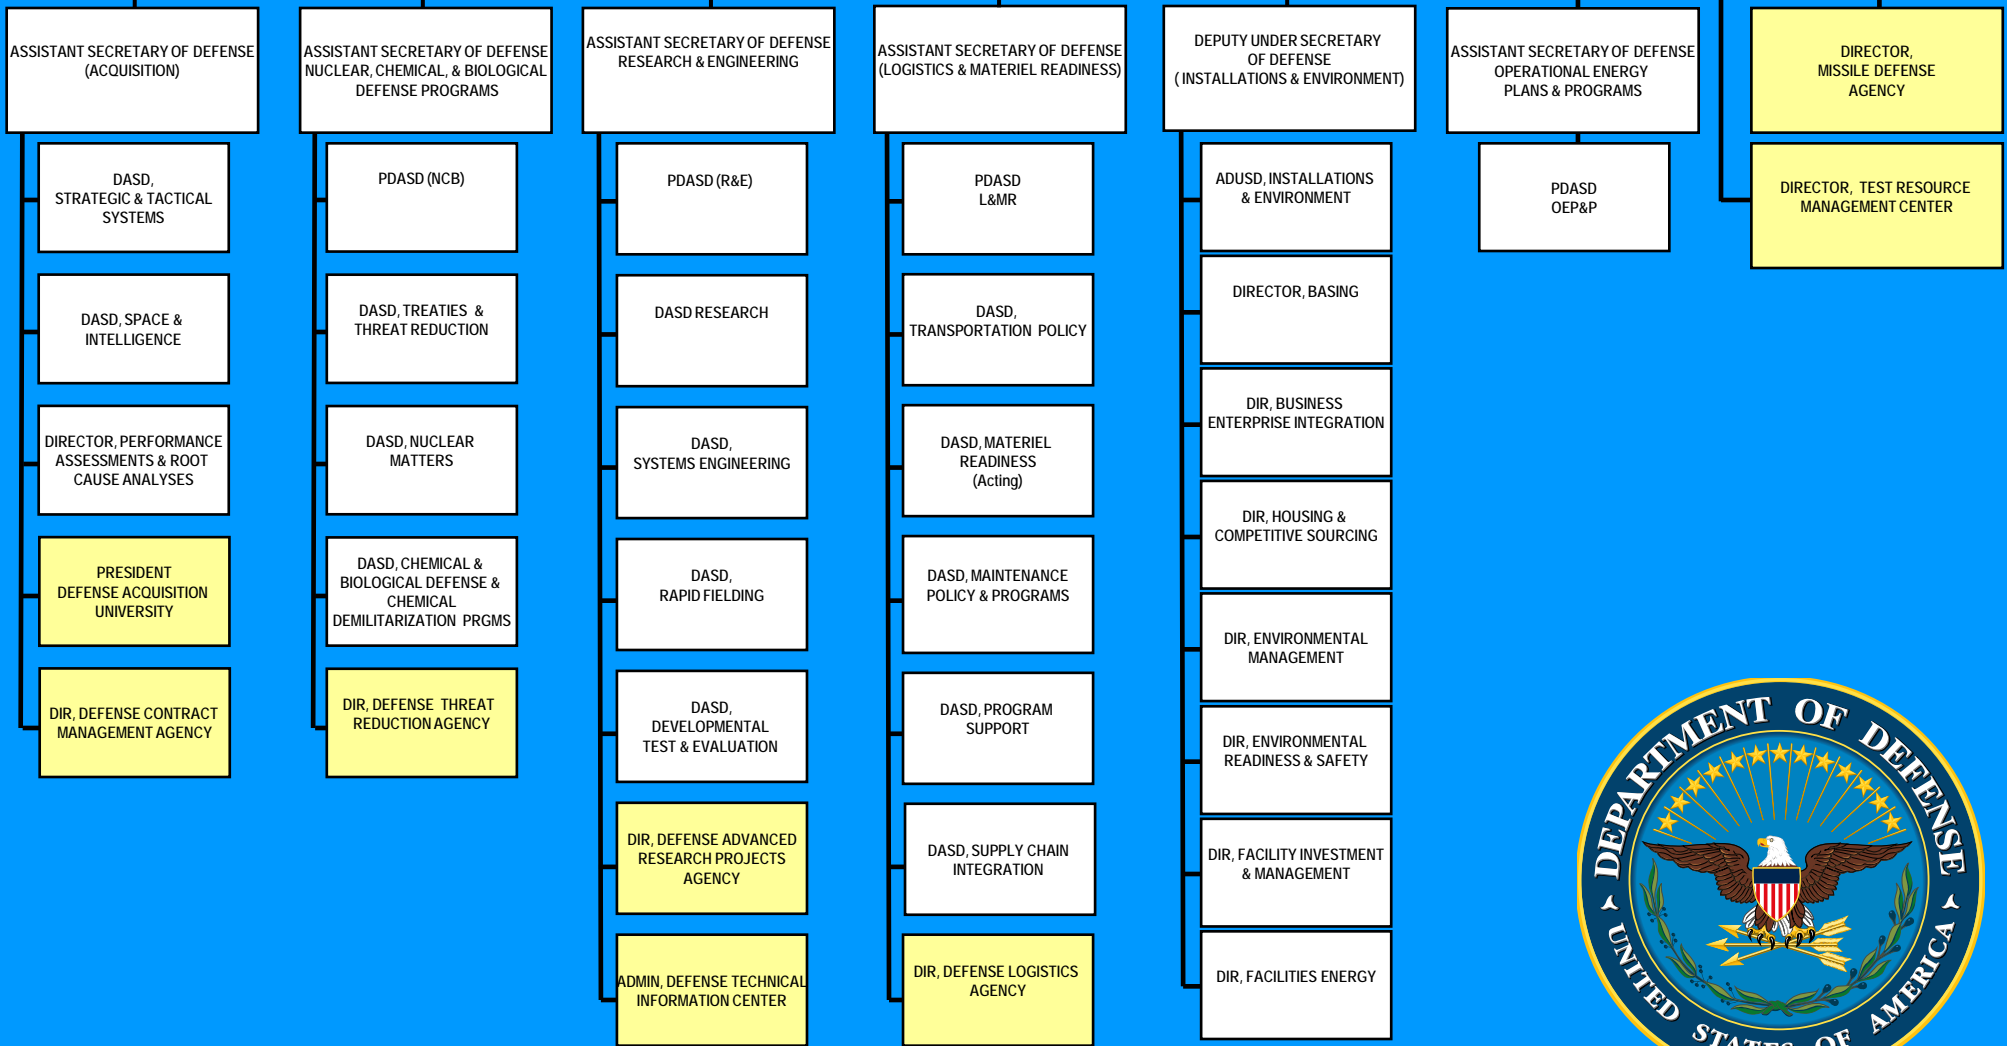 ASSISTANT SECRETARY OF DEFENSE
(ACQUISITION)
DASD,
STRATEGIC & TACTICAL
SYSTEMS
DASD, SPACE &
INTELLIGENCE
DIRECTOR, PERFORMANCE
ASSESSMENTS & ROOT
CAUSE ANALYSES
PRESIDENT
DEFENSE ACQUISITION
UNIVERSITY
DIR, DEFENSE CONTRACT
MANAGEMENT AGENCY
ASSISTANT SECRETARY OF DEFENSE
NUCLEAR, CHEMICAL, & BIOLOGICAL
DEFENSE PROGRAMS
PDASD (NCB)
DASD, TREATIES &
THREAT REDUCTION
DASD, NUCLEAR
MATTERS
DASD, CHEMICAL &
BIOLOGICAL DEFENSE &
CHEMICAL
DEMILITARIZATION PRGMS
DIR, DEFENSE THREAT
REDUCTION AGENCY
ASSISTANT SECRETARY OF DEFENSE
RESEARCH & ENGINEERING
PDASD (R&E)
DASD RESEARCH
DASD,
SYSTEMS ENGINEERING
DASD,
RAPID FIELDING
DASD,
DEVELOPMENTAL
TEST & EVALUATION
DIR, DEFENSE ADVANCED
RESEARCH PROJECTS
AGENCY
ADMIN, DEFENSE TECHNICAL
INFORMATION CENTER
ASSISTANT SECRETARY OF DEFENSE
(LOGISTICS & MATERIEL READINESS)
PDASD
L&MR
DASD,
TRANSPORTATION POLICY
DASD, MATERIEL
READINESS
(Acting)
DASD, MAINTENANCE
POLICY & PROGRAMS
DASD, PROGRAM
SUPPORT
DASD, SUPPLY CHAIN
INTEGRATION
DIR, DEFENSE LOGISTICS
AGENCY
DEPUTY UNDER SECRETARY
OF DEFENSE
( INSTALLATIONS & ENVIRONMENT)
ADUSD, INSTALLATIONS
& ENVIRONMENT
DIRECTOR, BASING
DIR, BUSINESS
ENTERPRISE INTEGRATION
DIR, HOUSING &
COMPETITIVE SOURCING
DIR, ENVIRONMENTAL
MANAGEMENT
DIR, ENVIRONMENTAL
READINESS & SAFETY
DIR, FACILITY INVESTMENT
& MANAGEMENT
DIR, FACILITIES ENERGY
ASSISTANT SECRETARY OF DEFENSE
OPERATIONAL ENERGY
PLANS & PROGRAMS
PDASD
OEP&P
DIRECTOR,
MISSILE DEFENSE
AGENCY
DIRECTOR, TEST RESOURCE
MANAGEMENT CENTER
DEPARTMENT OF DEFENSE
UNITED STATES OF AMERICA